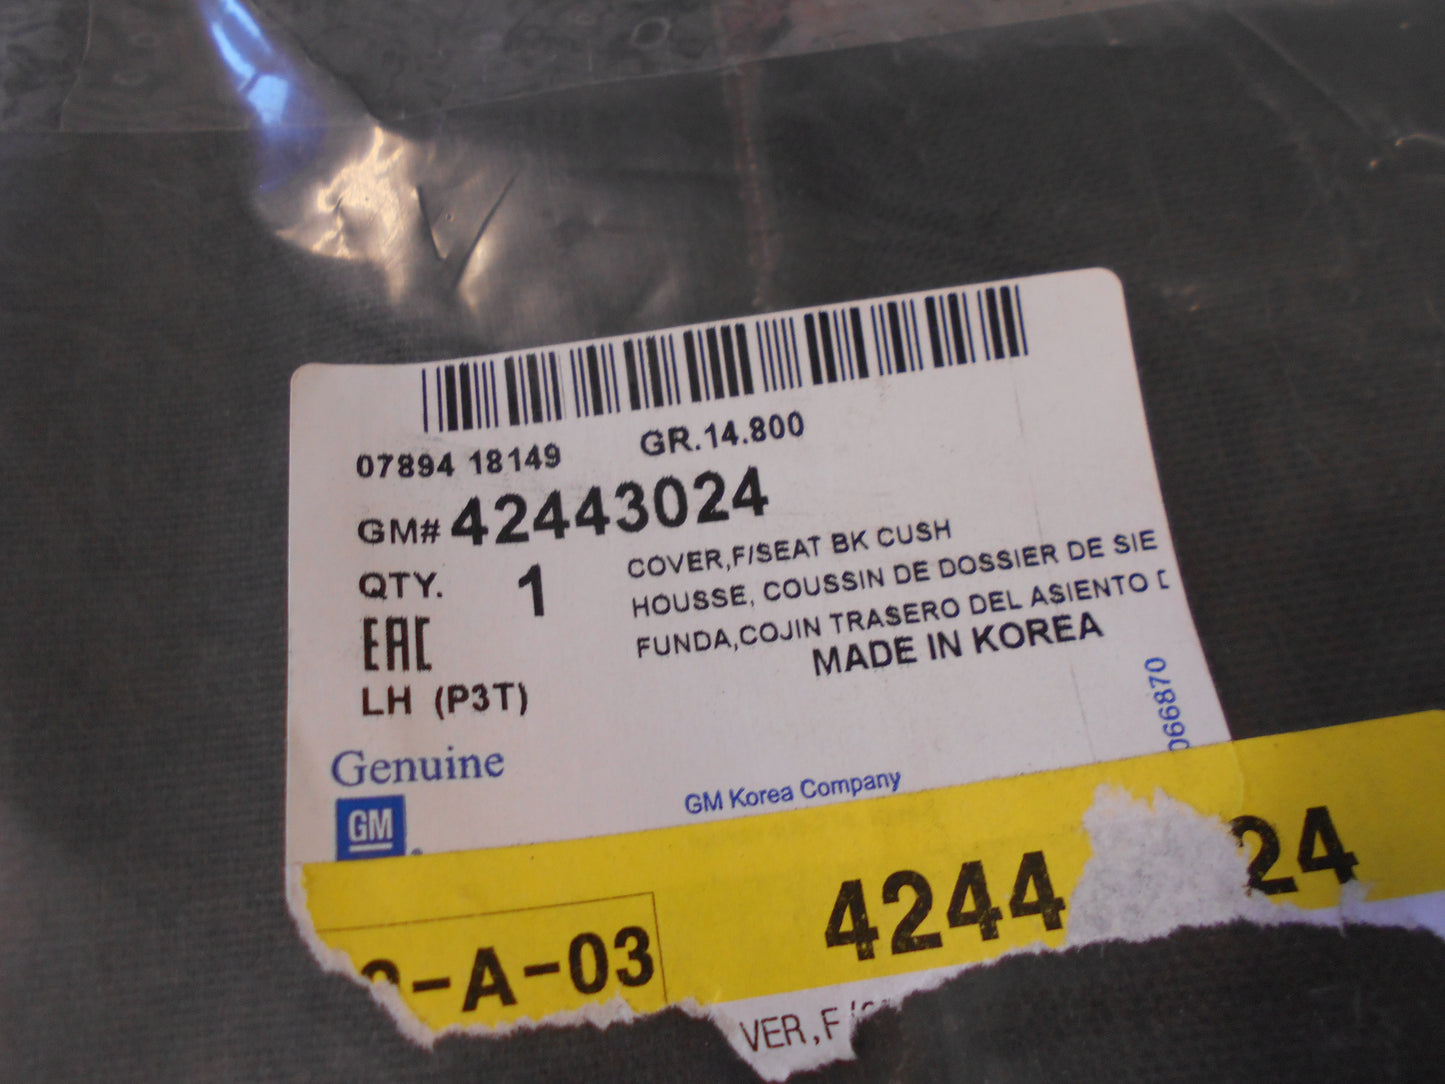 07894 18149 GR.14.800
GM# 42443024
QTY. 1
COVER,F/SEAT BK CUSH
HOUSSE, COUSSIN DE DOSSIER DE SIE
FUNDA,COJIN TRASERO DEL ASIENTO D
MADE IN KOREA
EAC
LH (P3T)
066870
Genuine
GM
GM Korea Company
4244 24
-A-03
VER,F